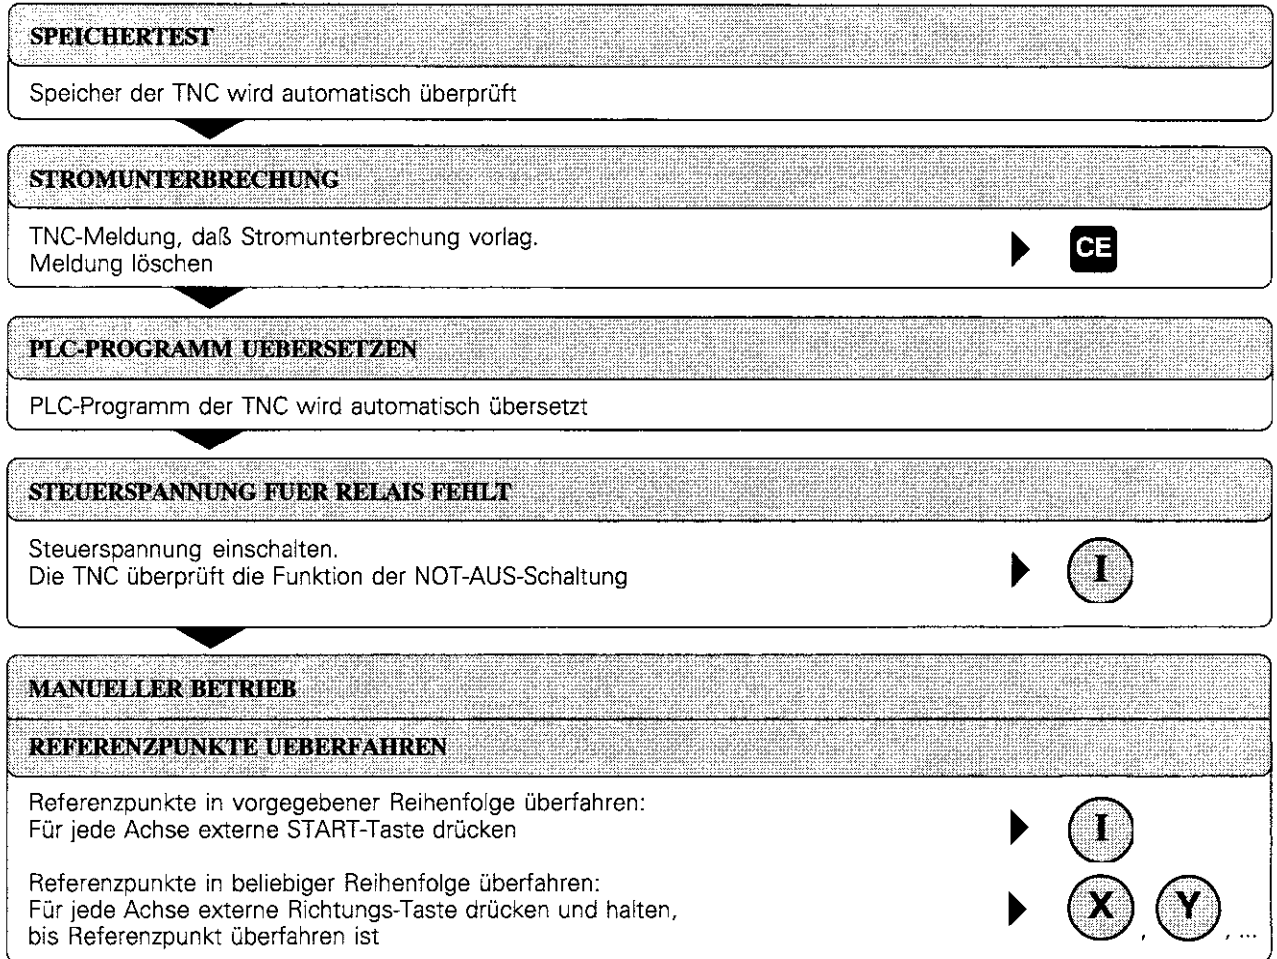 SPEICHERTEST
Speicher der TNC wird automatisch überprüft
STROMUNTERBRECHUNG
TNC-Meldung, daß Stromunterbrechung vorlag.
Meldung löschen
CE
PLC-PROGRAMM UEBERSETZEN
PLC-Programm der TNC wird automatisch übersetzt
STEUERSPANNUNG FUER RELAIS FEHLT
Steuerspannung einschalten.
Die TNC überprüft die Funktion der NOT-AUS-Schaltung
I
MANUELLER BETRIEB
REFERENZPUNKTE UEBERFAHREN
Referenzpunkte in vorgegebener Reihenfolge überfahren:
Für jede Achse externe START-Taste drücken
I
Referenzpunkte in beliebiger Reihenfolge überfahren:
Für jede Achse externe Richtungs-Taste drücken und halten,
bis Referenzpunkt überfahren ist
X , Y , ...